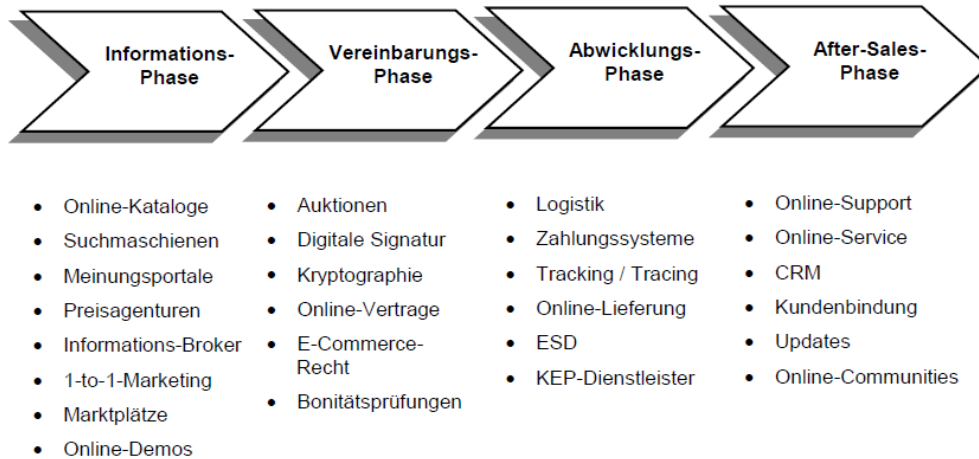 Informations-
Phase
Vereinbarungs-
Phase
Abwicklungs-
Phase
After-Sales-
Phase
• Online-Kataloge
• Suchmaschienen
• Meinungsportale
• Preisagenturen
• Informations-Broker
• 1-to-1-Marketing
• Marktplätze
• Online-Demos
• Auktionen
• Digitale Signatur
• Kryptographie
• Online-Vertrage
• E-Commerce-
Recht
• Bonitätsprüfungen
• Logistik
• Zahlungssysteme
• Tracking / Tracing
• Online-Lieferung
• ESD
• KEP-Dienstleister
• Online-Support
• Online-Service
• CRM
• Kundenbindung
• Updates
• Online-Communities